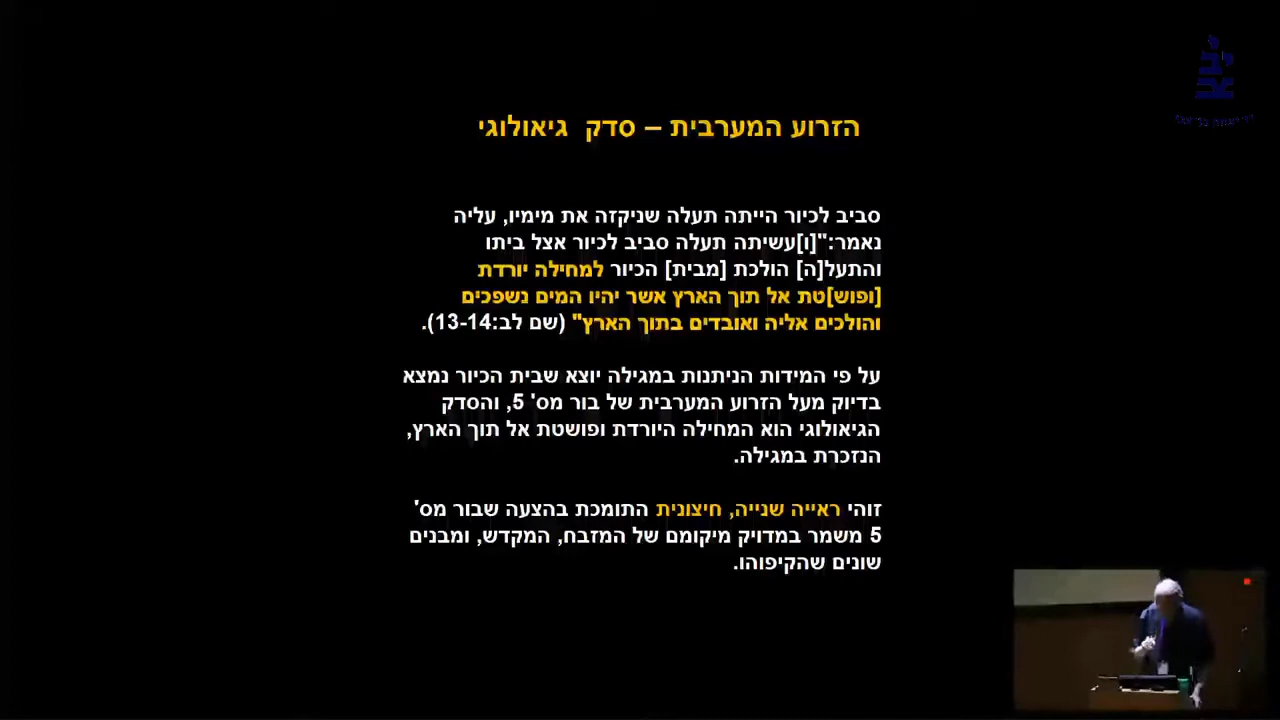 הזרוע המערבית – סדק גיאולוגי
סביב לכיור הייתה תעלה שניקזה את מימיו, עליה
נאמר:"[ו]עשיתה תעלה סביב לכיור אצל ביתו
והתעל[ה] הולכת [מבית] הכיור למחילה יורדת
[ופוש]טת אל תוך הארץ אשר יהיו המים נשפכים
והולכים אליה ואובדים בתוך הארץ" (שם לב:13-14).
על פי המידות הניתנות במגילה יוצא שבית הכיור נמצא
בדיוק מעל הזרוע המערבית של בור מס' 5, והסדק
הגיאולוגי הוא המחילה היורדת ופושטת אל תוך הארץ,
הנזכרת במגילה.
זוהי ראייה שנייה, חיצונית התומכת בהצעה שבור מס'
5 משמר במדויק מיקומם של המזבח, המקדש, ומבנים
שונים שהקיפוהו.
יד יצחק בן־צבי